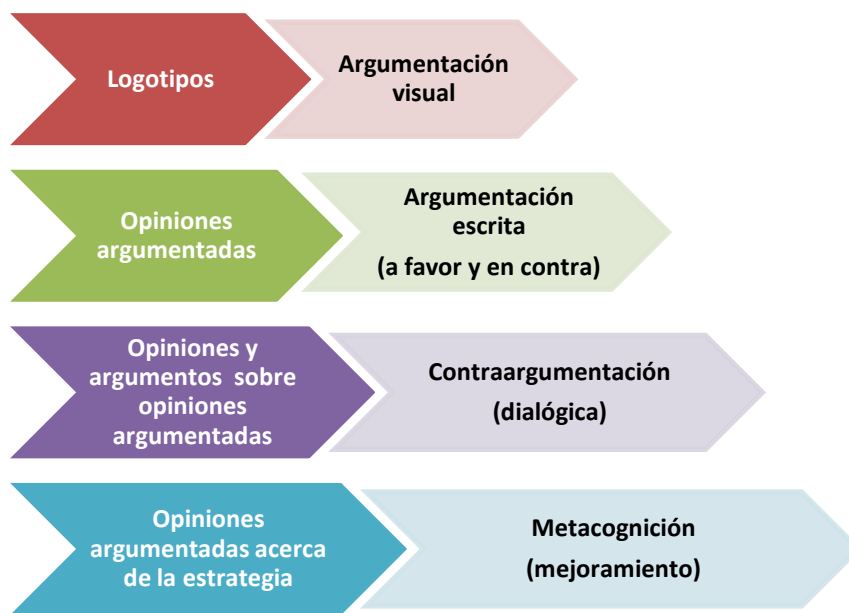 Logotipos
Argumentación
visual
Opiniones
argumentadas
Argumentación
escrita
(a favor y en contra)
Opiniones y
argumentos sobre
opiniones
argumentadas
Contraargumentación
(dialógica)
Opiniones
argumentadas acerca
de la estrategia
Metacognición
(mejoramiento)